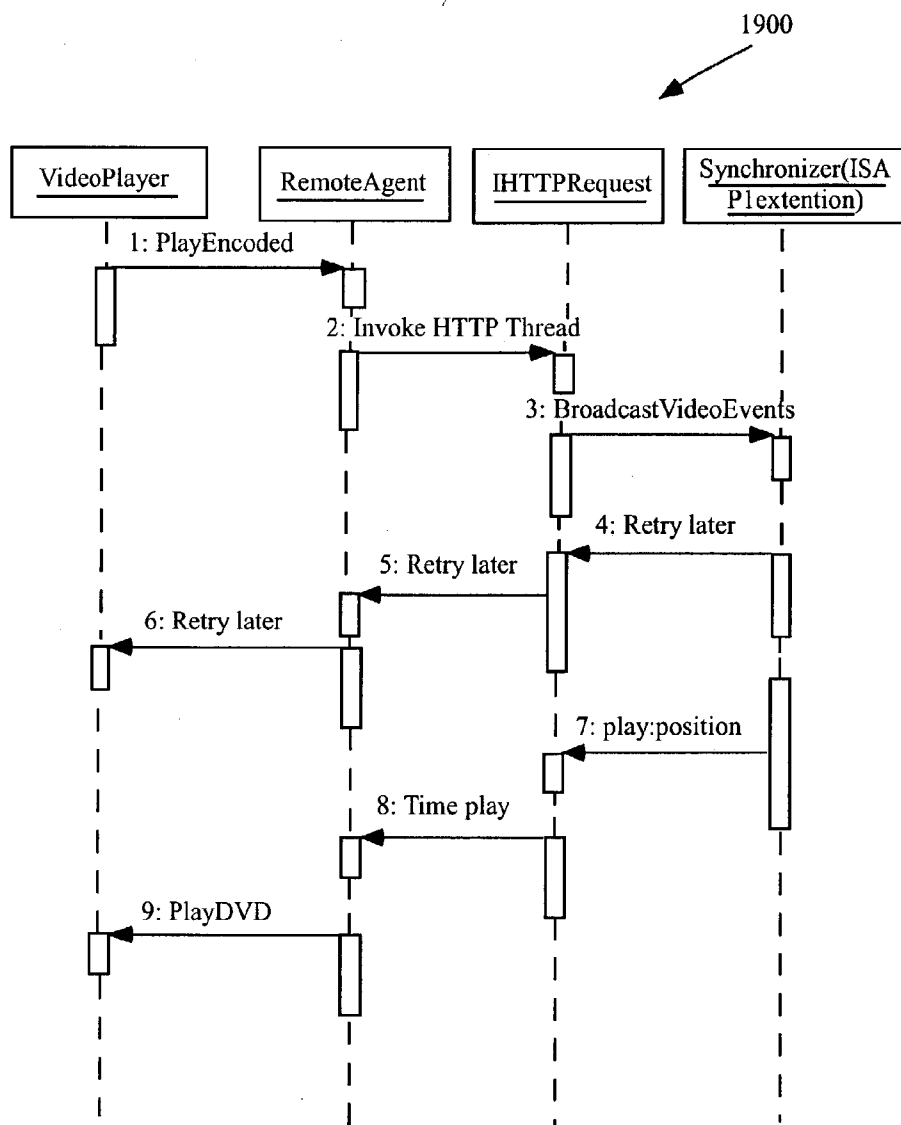 1900
VideoPlayer
RemoteAgent
IHTTPRequest
Synchronizer(ISA
P1extention)
1: PlayEncoded
2: Invoke HTTP Thread
3: BroadcastVideoEvents
4: Retry later
5: Retry later
6: Retry later
7: play:position
8: Time play
9: PlayDVD